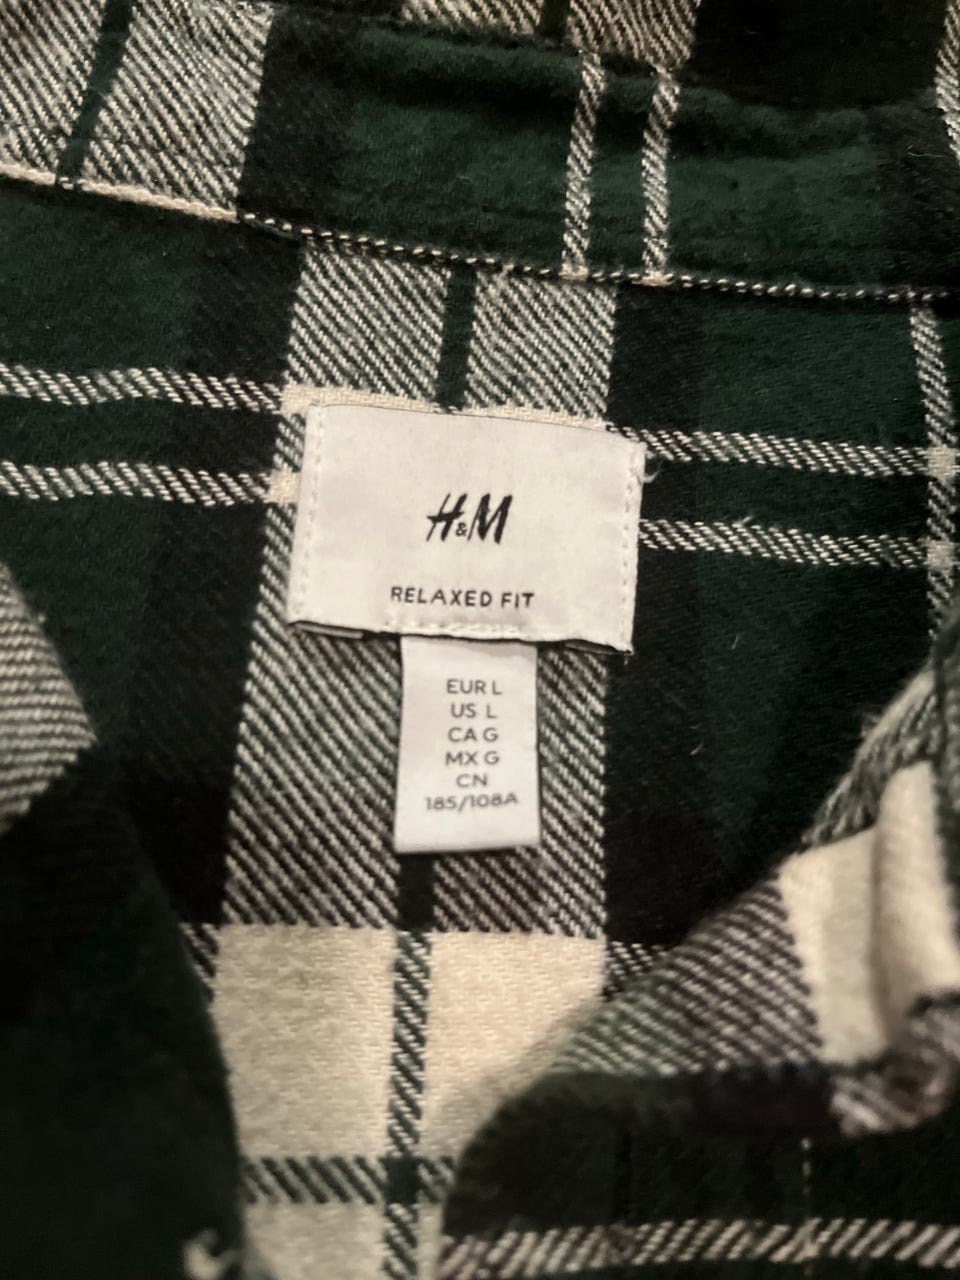 H&M
RELAXED FIT
EUR L
US L
CA G
MX G
CN
185/108A